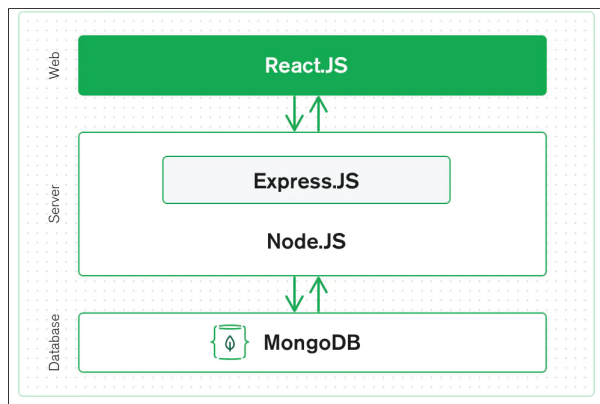 Web
React.JS
Server
Express.JS
Node.JS
Database
MongoDB